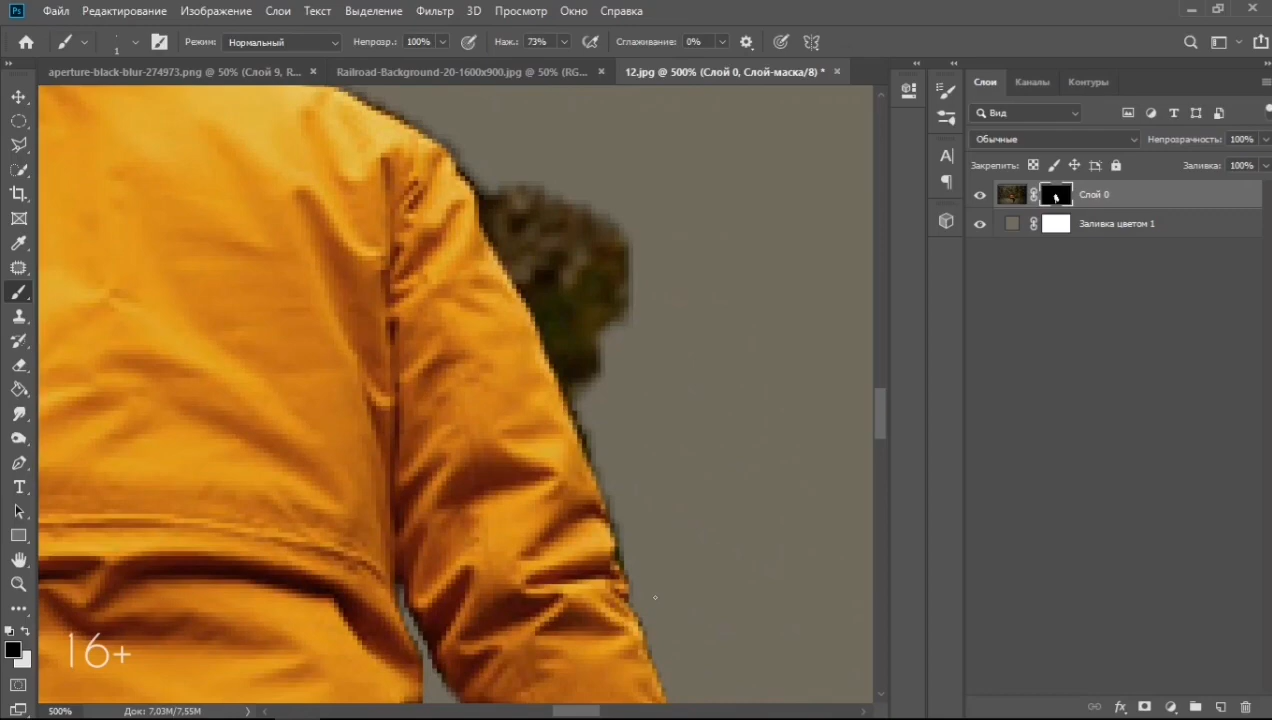 Ps Файл Редактирование Изображение Слои Текст Выделение Фильтр 3D Просмотр Окно Справка
1 Режим: Нормальный Непрозр.: 100% Наж.: 73% Сглаживание: 0%
aperture-black-blur-274973.png @ 50% (Слой 9, R... × Railroad-Background-20-1600x900.jpg @ 50% (RG... × 12.jpg @ 500% (Слой 0, Слой-маска/8) * ×
Слои Каналы Контуры
Вид
Обычные Непрозрачность: 100%
Закрепить: Заливка: 100%
Слой 0
Заливка цветом 1
16+
500% Док: 7,03M/7,55M